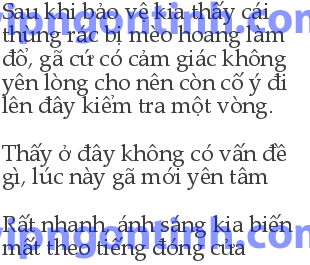 Sau khi bảo vệ kia thấy cái
thùng rác bị mèo hoang làm
đổ, gã cứ có cảm giác không
yên lòng cho nên còn cố ý đi
lên đây kiểm tra một vòng.
Thấy ở đây không có vấn đề
gì, lúc này gã mới yên tâm
Rất nhanh, ánh sáng kia biến
mất theo tiếng đóng cửa
vipngontinh.com